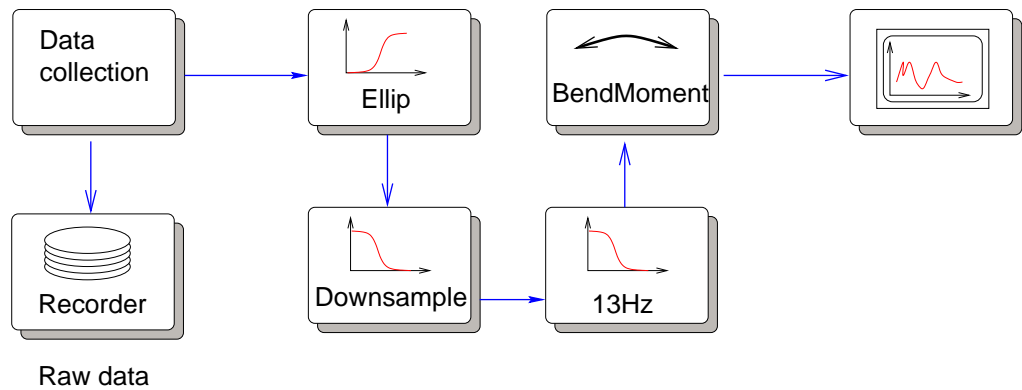 Data
collection
Ellip
BendMoment
Recorder
Downsample
13Hz
Raw data